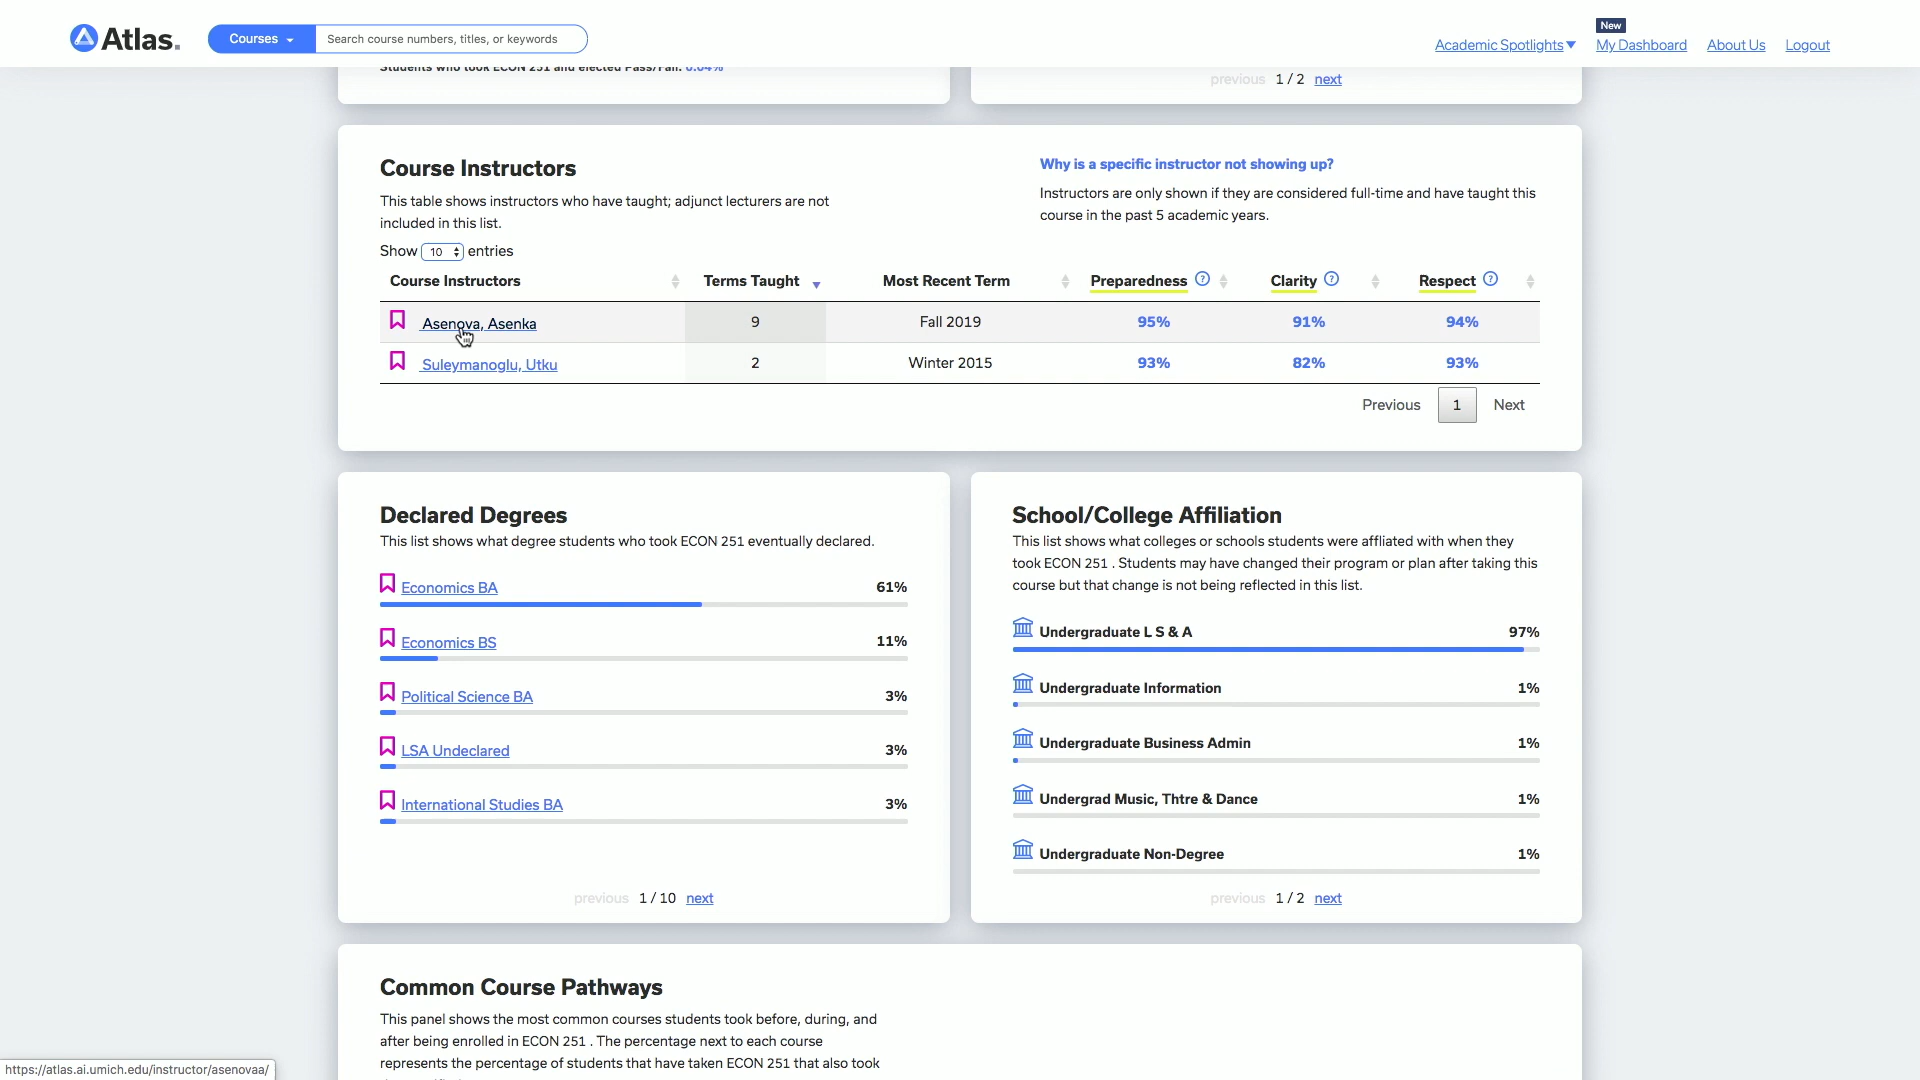 Atlas.
Courses
Search course numbers, titles, or keywords
Academic Spotlights
New
My Dashboard
About Us
Logout
Students who took ECON 251 and elected Pass/Fail: 0.04%
previous 1 / 2 next
Course Instructors
This table shows instructors who have taught; adjunct lecturers are not
included in this list.
Why is a specific instructor not showing up?
Instructors are only shown if they are considered full-time and have taught this
course in the past 5 academic years.
Show 10 entries
Course Instructors Terms Taught Most Recent Term Preparedness ? Clarity ? Respect ?
Asenova, Asenka 9 Fall 2019 95% 91% 94%
Suleymanoglu, Utku 2 Winter 2015 93% 82% 93%
Previous 1 Next
Declared Degrees
This list shows what degree students who took ECON 251 eventually declared.
Economics BA 61%
Economics BS 11%
Political Science BA 3%
LSA Undeclared 3%
International Studies BA 3%
previous 1 / 10 next
School/College Affiliation
This list shows what colleges or schools students were affliated with when they
took ECON 251 . Students may have changed their program or plan after taking this
course but that change is not being reflected in this list.
Undergraduate L S & A 97%
Undergraduate Information 1%
Undergraduate Business Admin 1%
Undergrad Music, Thtre & Dance 1%
Undergraduate Non-Degree 1%
previous 1 / 2 next
Common Course Pathways
This panel shows the most common courses students took before, during, and
after being enrolled in ECON 251 . The percentage next to each course
represents the percentage of students that have taken ECON 251 that also took
https://atlas.ai.umich.edu/instructor/asenovaa/